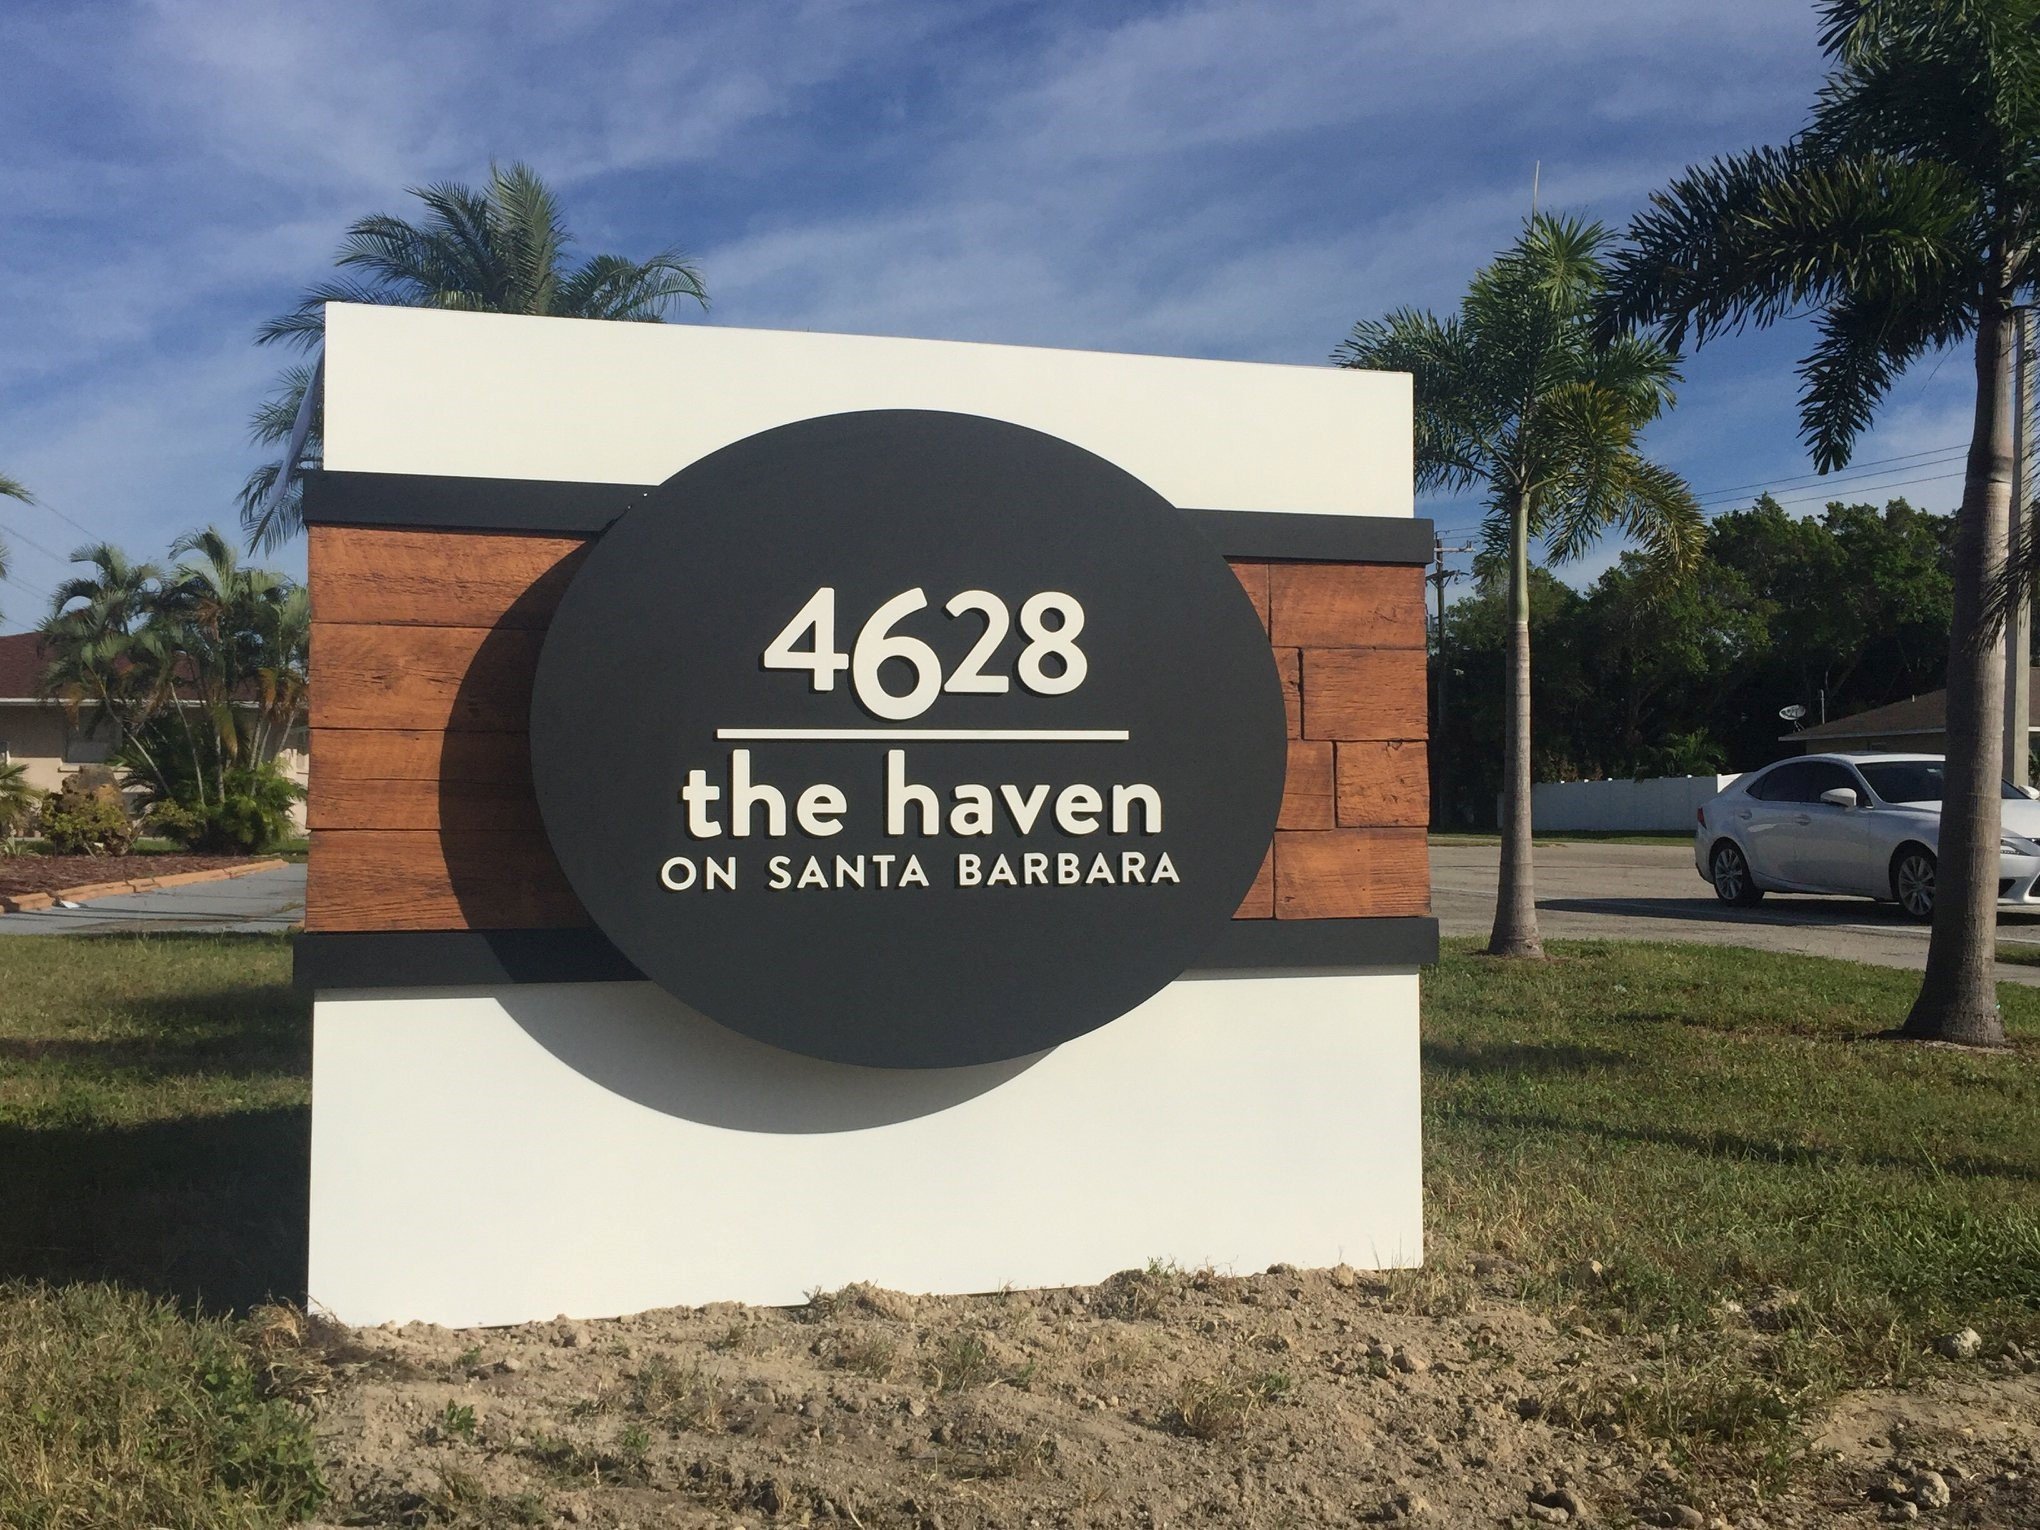 4628
the haven
ON SANTA BARBARA